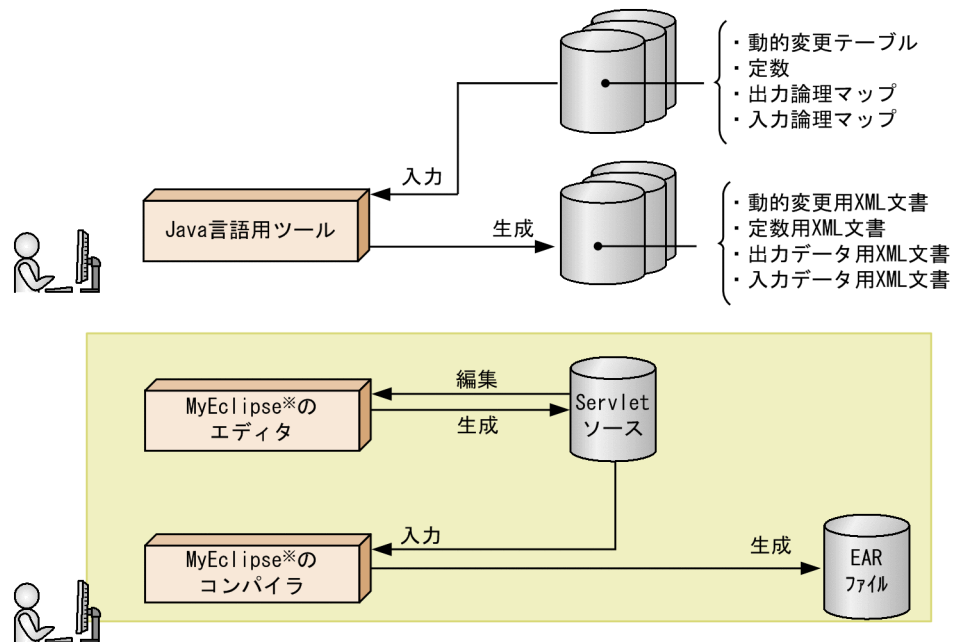 ・動的変更テーブル
・定数
・出力論理マップ
・入力論理マップ
入力
Java言語用ツール
生成
・動的変更用XML文書
・定数用XML文書
・出力データ用XML文書
・入力データ用XML文書
編集
MyEclipse※の
エディタ
生成
Servlet
ソース
入力
MyEclipse※の
コンパイラ
生成
EAR
ファイル